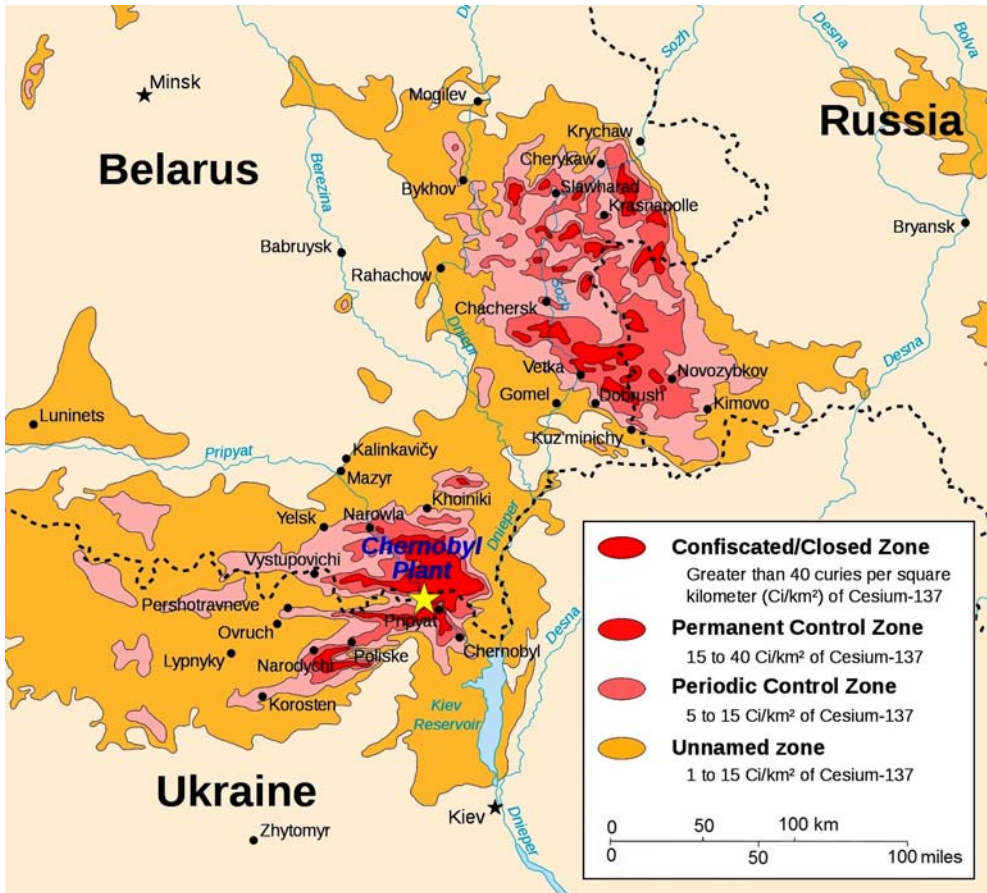 Minsk
Belarus
Russia
Ukraine
Mogilev
Krychaw
Cherykaw
Slawharad
Krasnapolle
Bykhov
Babruysk
Rahachow
Chachersk
Bryansk
Vetka
Novozybkov
Gomel
Dobrush
Kimovo
Kuz'minichy
Luninets
Kalinkavičy
Mazyr
Khoiniki
Yelsk
Narowla
Chernobyl
Plant
Vystupovichi
Pershotravneve
Ovruch
Pripyat
Lypnyky
Narodychi
Poliske
Chernobyl
Korosten
Zhytomyr
Kiev
Kiev
Reservoir
Berezina
Sozh
Sozh
Desna
Bolva
Desna
Desna
Dniepr
Dnieper
Dnieper
Pripyat
Confiscated/Closed Zone
Greater than 40 curies per square
kilometer (Ci/km²) of Cesium-137
Permanent Control Zone
15 to 40 Ci/km² of Cesium-137
Periodic Control Zone
5 to 15 Ci/km² of Cesium-137
Unnamed zone
1 to 15 Ci/km² of Cesium-137
0 50 100 km
0 50 100 miles